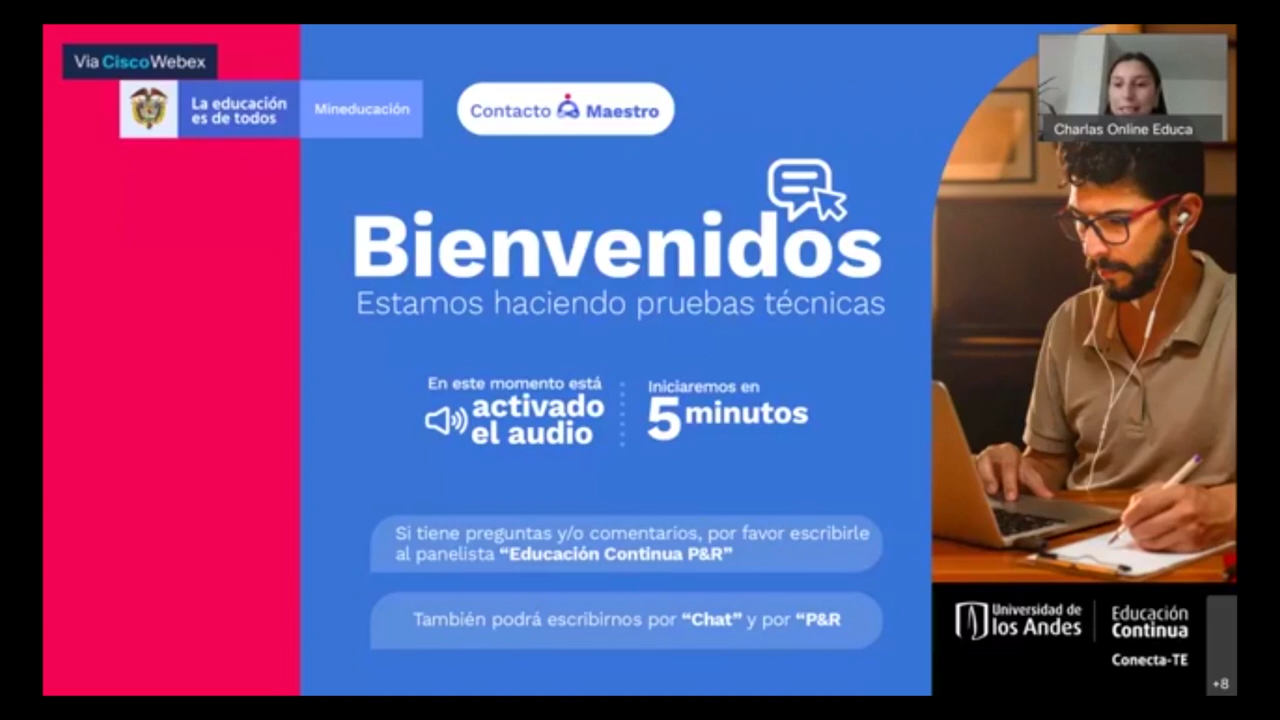 Via CiscoWebex
La educación
es de todos
Mineducación
Contacto Maestro
Charlas Online Educa
Bienvenidos
Estamos haciendo pruebas técnicas
En este momento está
activado
el audio
Iniciaremos en
5 minutos
Si tiene preguntas y/o comentarios, por favor escribirle
al panelista “Educación Continua P&R”
También podrá escribirnos por “Chat” y por “P&R
Universidad de
los Andes
Educación
Continua
Conecta-TE
+8